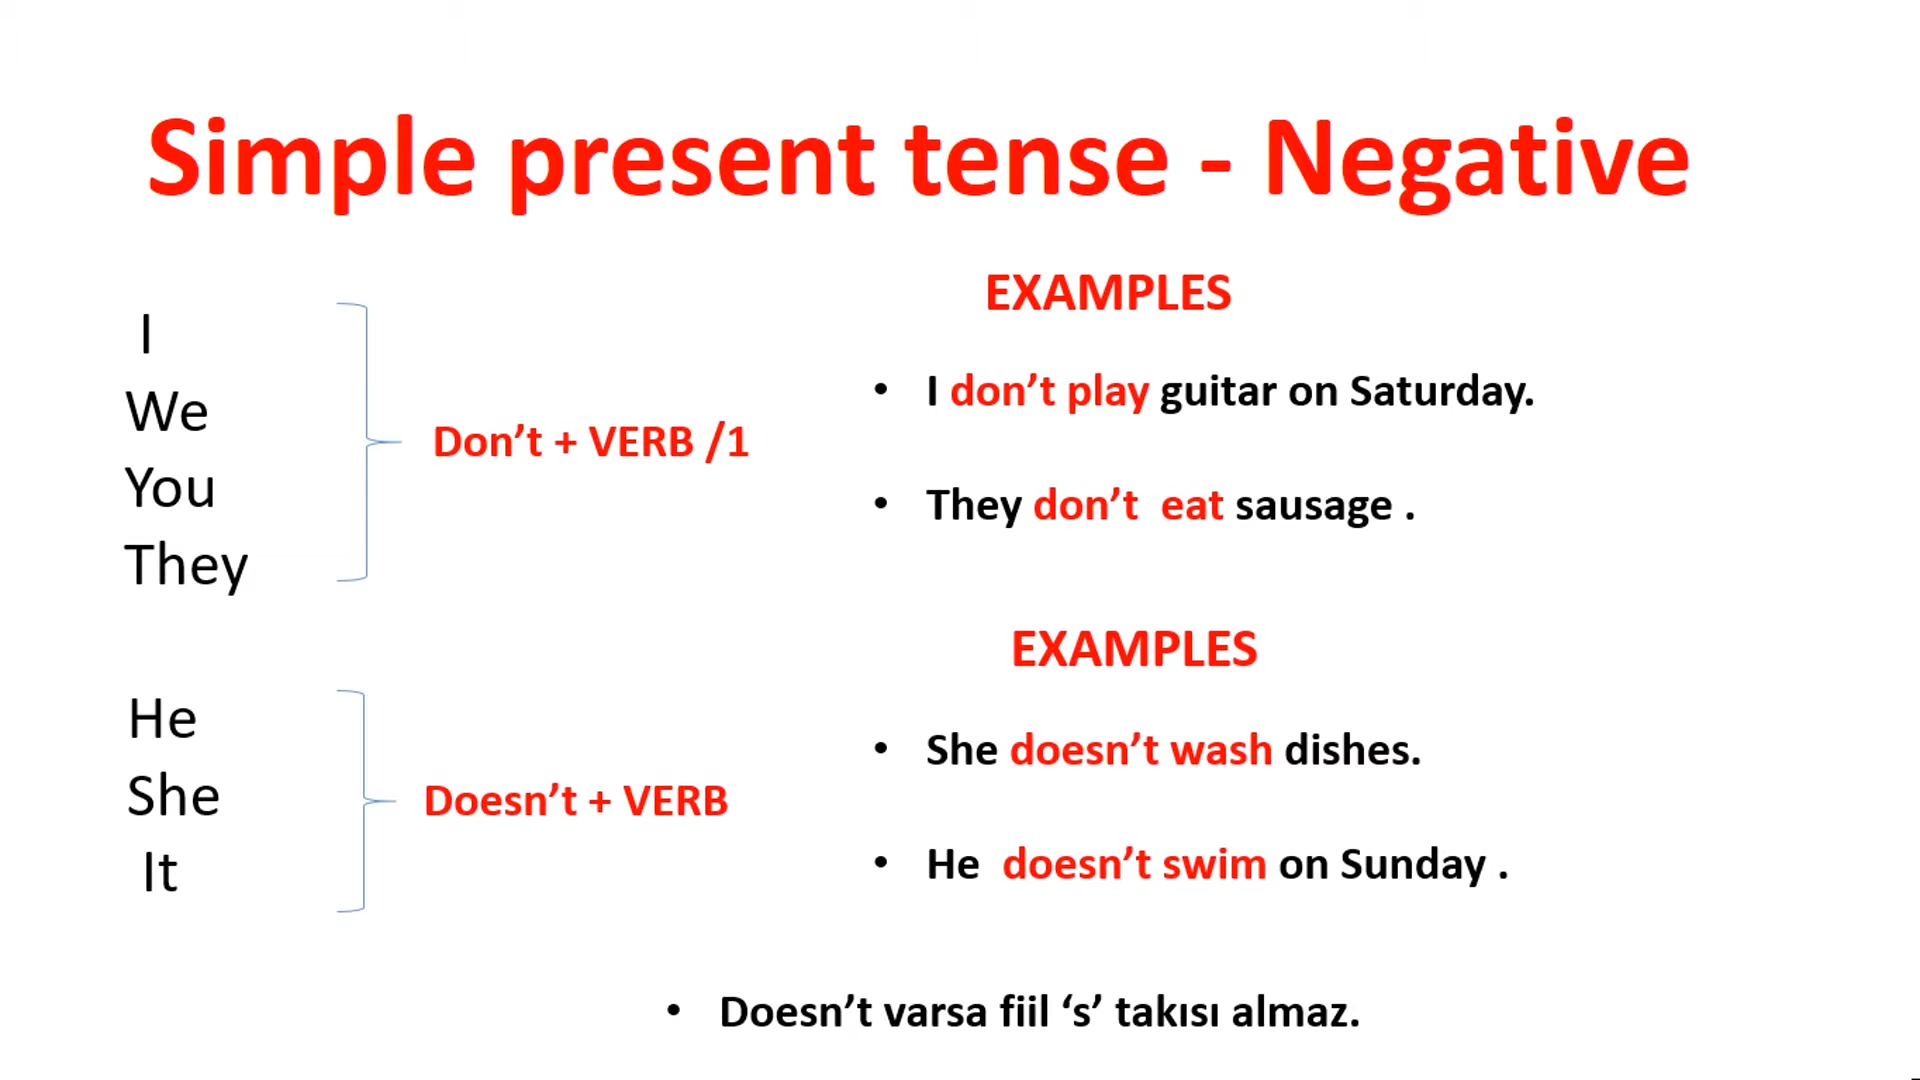 Simple present tense - Negative
I
We
You
They
Don’t + VERB /1
EXAMPLES
• I don’t play guitar on Saturday.
• They don’t eat sausage .
He
She
It
Doesn’t + VERB
EXAMPLES
• She doesn’t wash dishes.
• He doesn’t swim on Sunday .
• Doesn’t varsa fiil ‘s’ takısı almaz.